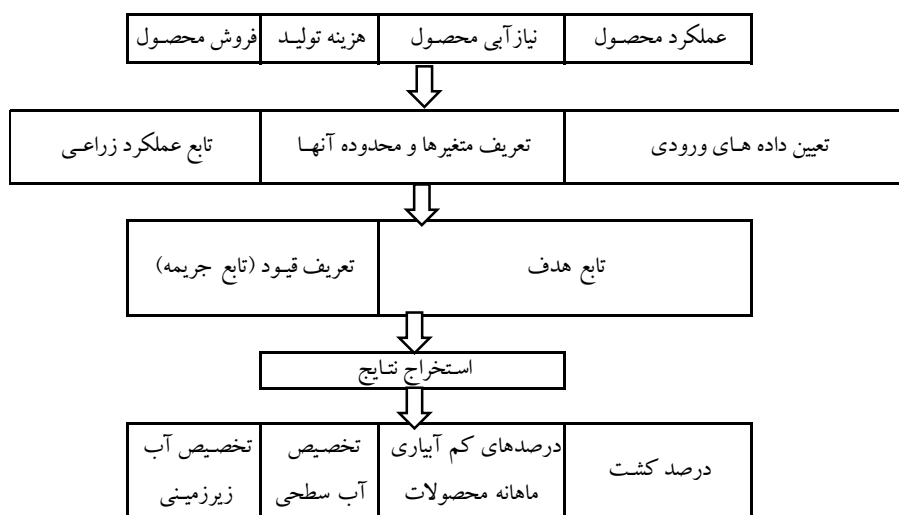 عملکرد محصول
نیازآبی محصول
هزینه تولید
فروش محصول
تعیین داده های ورودی
تعریف متغیرها و محدوده آنها
تابع عملکرد زراعی
تابع هدف
تعریف قیود (تابع جریمه)
استخراج نتایج
درصد کشت
درصدهای کم آبیاری
ماهانه محصولات
تخصیص
آب سطحی
تخصیص آب
زیرزمینی